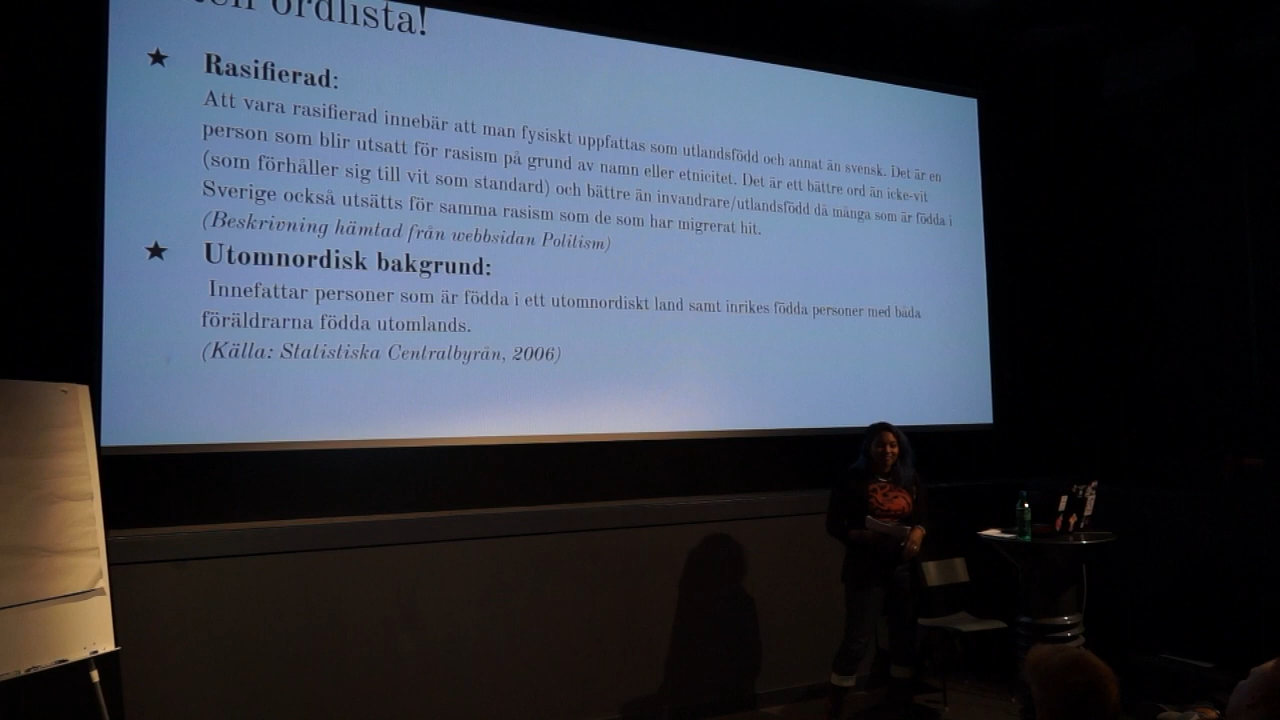 ordlista!
★ Rasifierad:
Att vara rasifierad innebär att man fysiskt uppfattas som utlandsfödd och annat än svensk. Det är en
person som blir utsatt för rasism på grund av namn eller etnicitet. Det är ett bättre ord än icke-vit
(som förhåller sig till vit som standard) och bättre än invandrare/utlandsfödd då många som är födda i
Sverige också utsätts för samma rasism som de som har migrerat hit.
(Beskrivning hämtad från webbsidan Politism)
★ Utomnordisk bakgrund:
Innefattar personer som är födda i ett utomnordiskt land samt inrikes födda personer med båda
föräldrarna födda utomlands.
(Källa: Statistiska Centralbyrån, 2006)